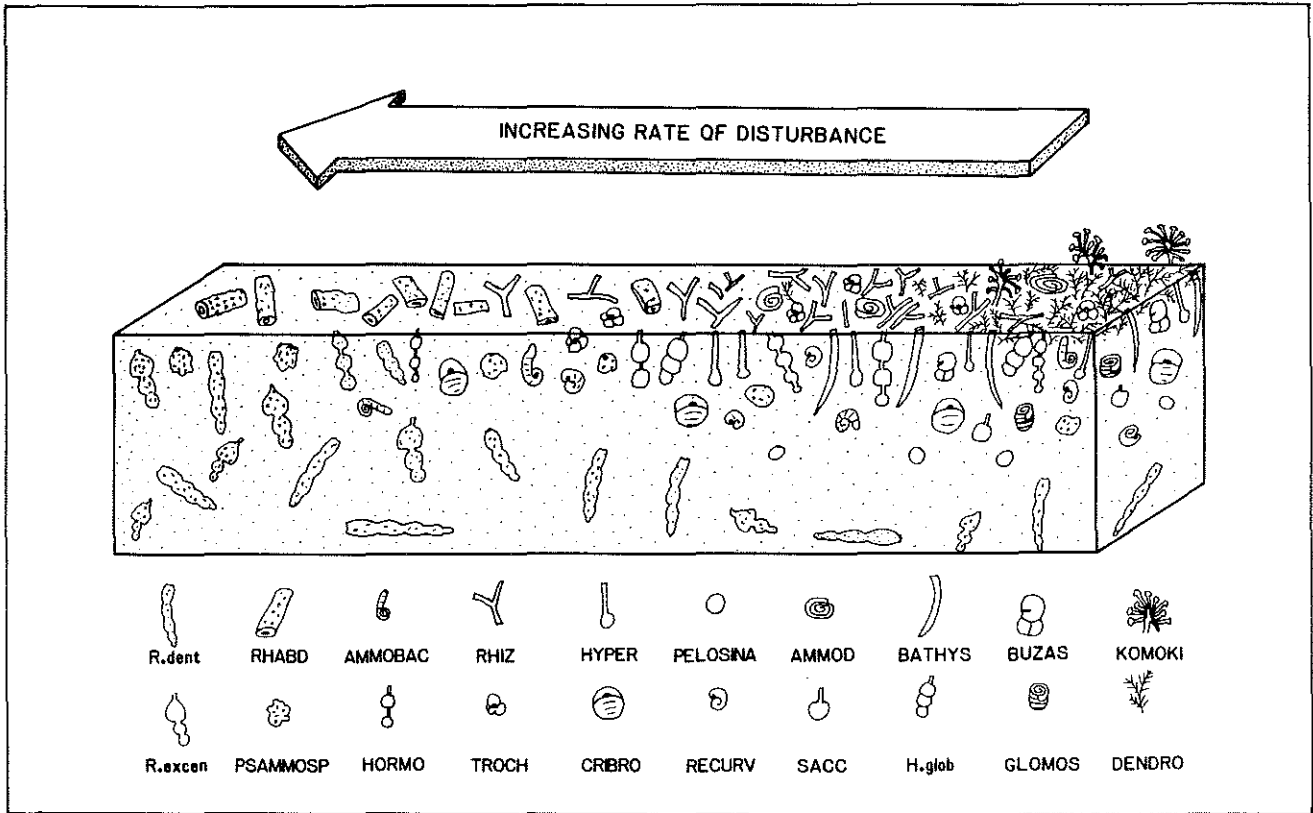 INCREASING RATE OF DISTURBANCE
R.dent RHABD AMMOBAC RHIZ HYPER PELOSINA AMMOD BATHYS BUZAS KOMOKI
R.excen PSAMMOSP HORMO TROCH CRIBRO RECURV SACC H.glob GLOMOS DENDRO